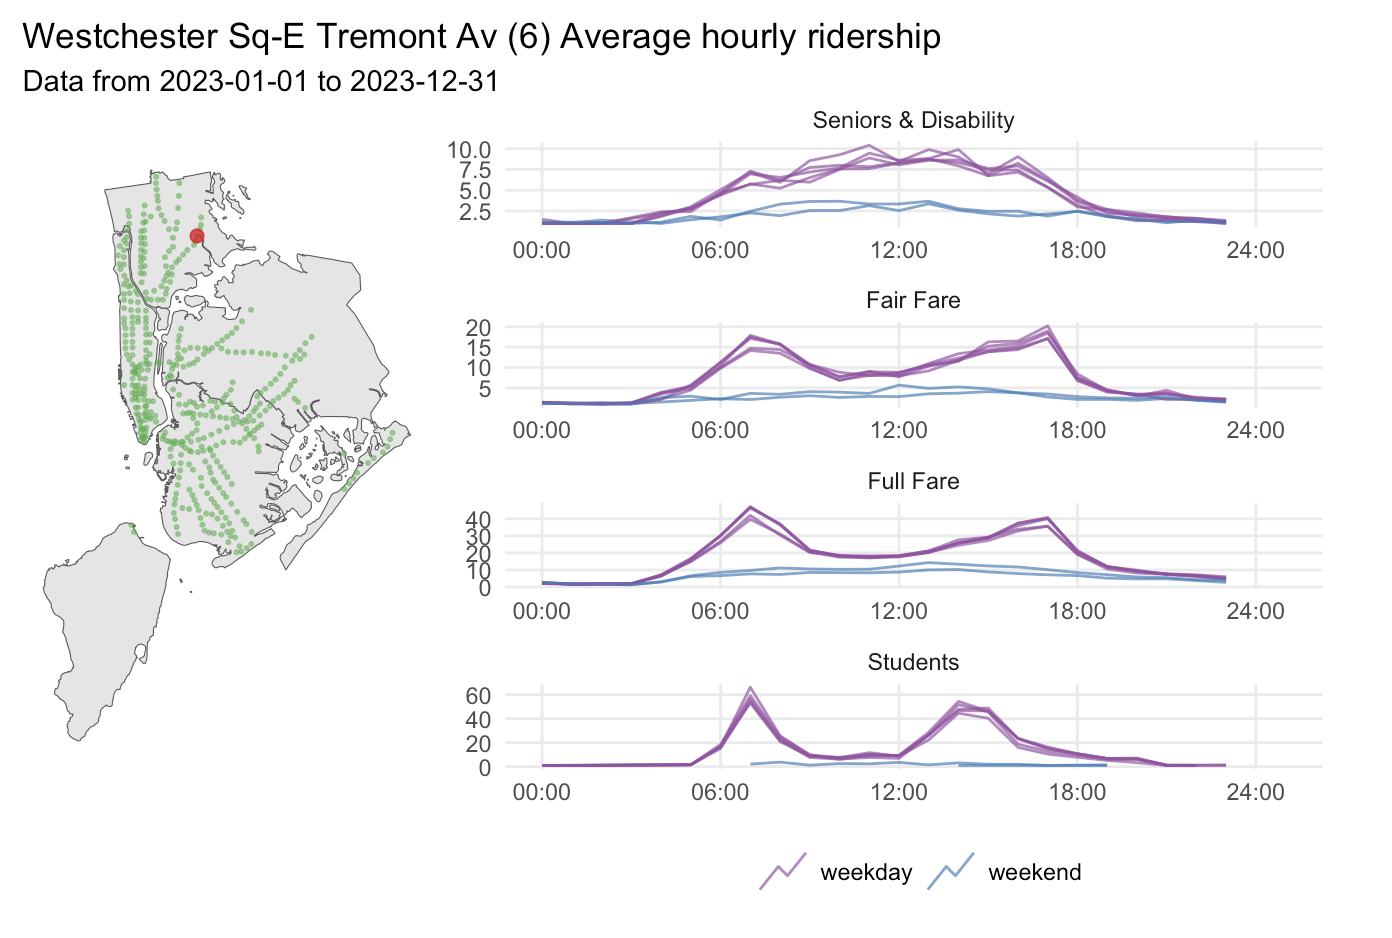 Westchester Sq-E Tremont Av (6) Average hourly ridership
Data from 2023-01-01 to 2023-12-31
Seniors & Disability
10.0
7.5
5.0
2.5
00:00 06:00 12:00 18:00 24:00
Fair Fare
20
15
10
5
00:00 06:00 12:00 18:00 24:00
Full Fare
40
30
20
10
0
00:00 06:00 12:00 18:00 24:00
Students
60
40
20
0
00:00 06:00 12:00 18:00 24:00
weekday weekend